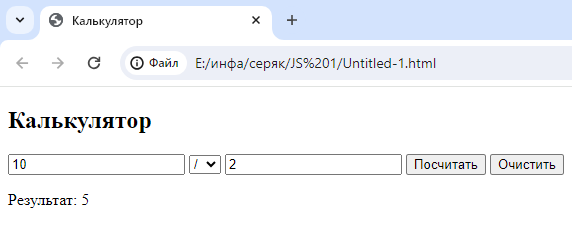 Калькулятор
Файл E:/инфа/серяк/JS%201/Untitled-1.html
Калькулятор
10 / 2 Посчитать Очистить
Результат: 5